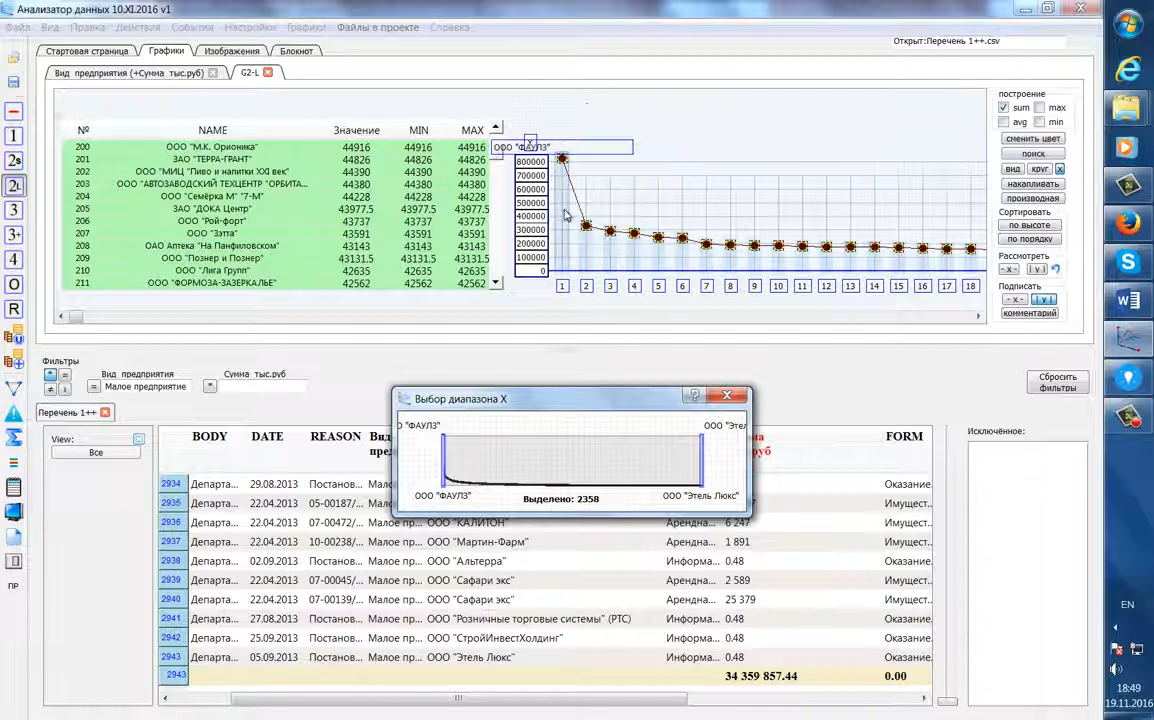 Анализатор данных 10.XI.2016 v1
Файл Вид Правка Действия События Настройки Графики Файлы в проекте Справка
Стартовая страница Графики Изображения Блокнот
Открыт:Перечень 1++.csv
Вид предприятия (+Сумма тыс.руб) G2-L
№ NAME Значение MIN MAX
200 ООО "М.К. Орионика" 44916 44916 44916
201 ЗАО "ТЕРРА-ГРАНТ" 44826 44826 44826
202 ООО "МИЦ "Пиво и напитки XXI век" 44390 44390 44390
203 ООО "АВТОЗАВОДСКИЙ ТЕХЦЕНТР "ОРБИТА... 44380 44380 44380
204 ООО "Семёрка М" "7-М" 44228 44228 44228
205 ЗАО "ДОКА Центр" 43977.5 43977.5 43977.5
206 ООО "Рой-форт" 43737 43737 43737
207 ООО "Зэтта" 43591 43591 43591
208 ОАО Аптека "На Панфиловском" 43143 43143 43143
209 ООО "Познер и Познер" 43131.5 43131.5 43131.5
210 ООО "Лига Групп" 42635 42635 42635
211 ООО "ФОРМОЗА-ЗАЗЕРКАЛЬЕ" 42562 42562 42562
X
ООО "ФАУЛЗ"
800000
700000
600000
500000
400000
300000
200000
100000
0
1 2 3 4 5 6 7 8 9 10 11 12 13 14 15 16 17 18
построение
sum max
avg min
сменить цвет
поиск
вид круг x
накапливать
производная
Сортировать
по высоте
по порядку
Рассмотреть
- x - | y |
Подписать
- x - | y |
комментарий
1
2s
2L
3
3+
4
O
R
ПР
Фильтры
Вид предприятия
= Малое предприятие
Сумма тыс.руб
*
Сбросить
фильтры
Перечень 1++
View:
Все
Выбор диапазона X
О "ФАУЛЗ" ООО "Этел
ООО "ФАУЛЗ" ООО "Этель Люкс"
Выделено: 2358
BODY DATE REASON Вид FORM
пред
руб
2934 Департа... 29.08.2013 Постанов... Оказание.
2935 Департа... 22.04.2013 05-00187/... Малое Имущест...
2936 Департа... 22.04.2013 07-00472/... Малое пр... ООО "КАЛИТОН" Арендна... 6 247 Имущест...
2937 Департа... 22.04.2013 10-00238/... Малое пр... ООО "Мартин-Фарм" Арендна... 1 891 Имущест..
2938 Департа... 02.09.2013 Постанов... Малое пр... ООО "Альтерра" Информа... 0.48 Оказание.
2939 Департа... 22.04.2013 07-00045/... Малое пр... ООО "Сафари экс" Арендна... 2 589 Имущест..
2940 Департа... 22.04.2013 07-00139/... Малое пр... ООО "Сафари экс" Арендна... 25 379 Имущест..
2941 Департа... 27.08.2013 Постанов... Малое пр... ООО "Розничные торговые системы" (РТС) Информа... 0.48 Оказание.
2942 Департа... 25.09.2013 Постанов... Малое пр... ООО "СтройИнвестХолдинг" Информа... 0.48 Оказание.
2943 Департа... 05.09.2013 Постанов... Малое пр... ООО "Этель Люкс" Информа... 0.48 Оказание.
2943 34 359 857.44 0.00
Исключённое:
EN
18:49
19.11.2016